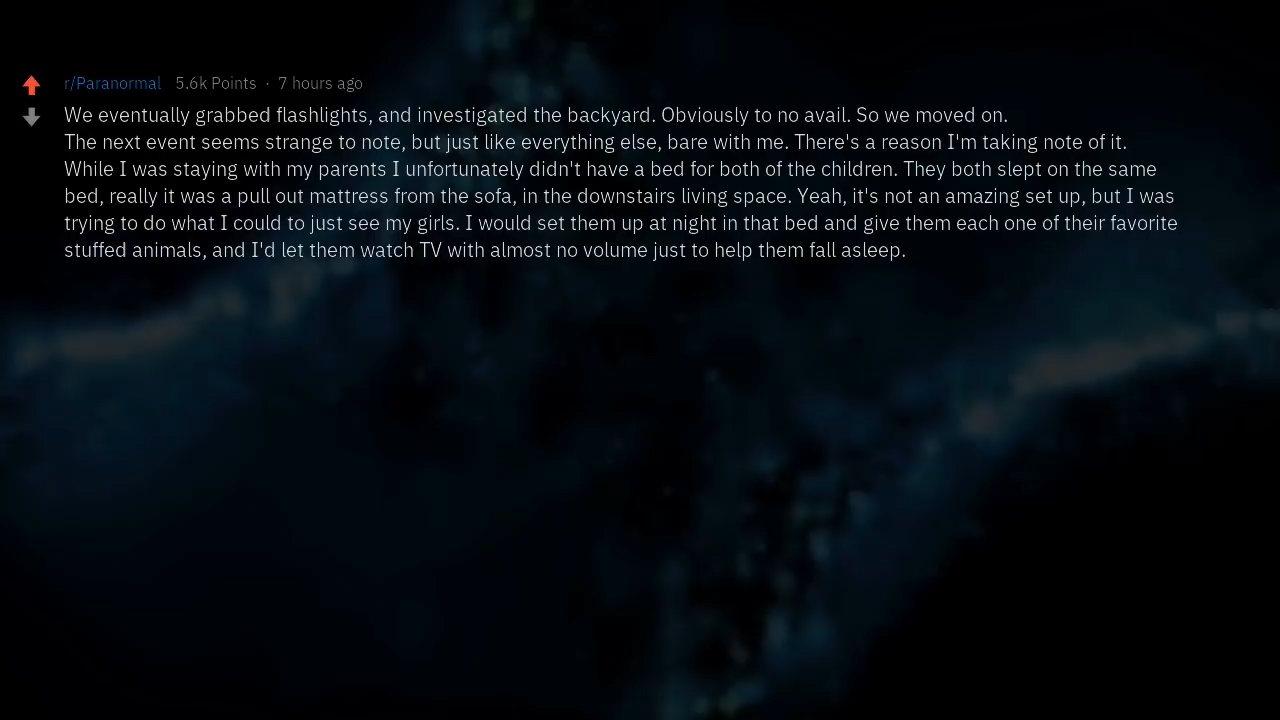 r/Paranormal 5.6k Points · 7 hours ago
We eventually grabbed flashlights, and investigated the backyard. Obviously to no avail. So we moved on.
The next event seems strange to note, but just like everything else, bare with me. There's a reason I'm taking note of it.
While I was staying with my parents I unfortunately didn't have a bed for both of the children. They both slept on the same
bed, really it was a pull out mattress from the sofa, in the downstairs living space. Yeah, it's not an amazing set up, but I was
trying to do what I could to just see my girls. I would set them up at night in that bed and give them each one of their favorite
stuffed animals, and I'd let them watch TV with almost no volume just to help them fall asleep.